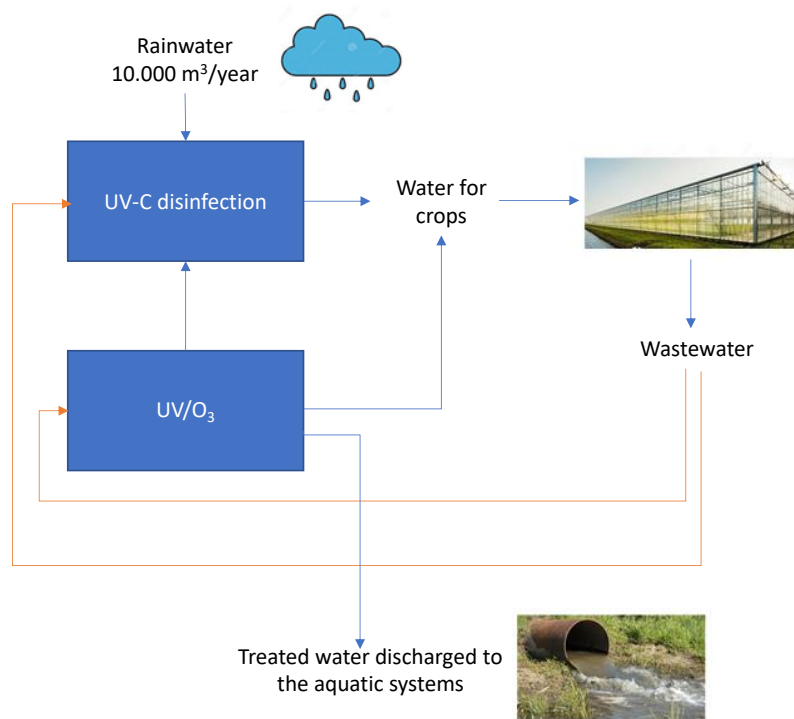 Rainwater
10.000 m³/year
UV-C disinfection
Water for
crops
Wastewater
UV/O₃
Treated water discharged to
the aquatic systems